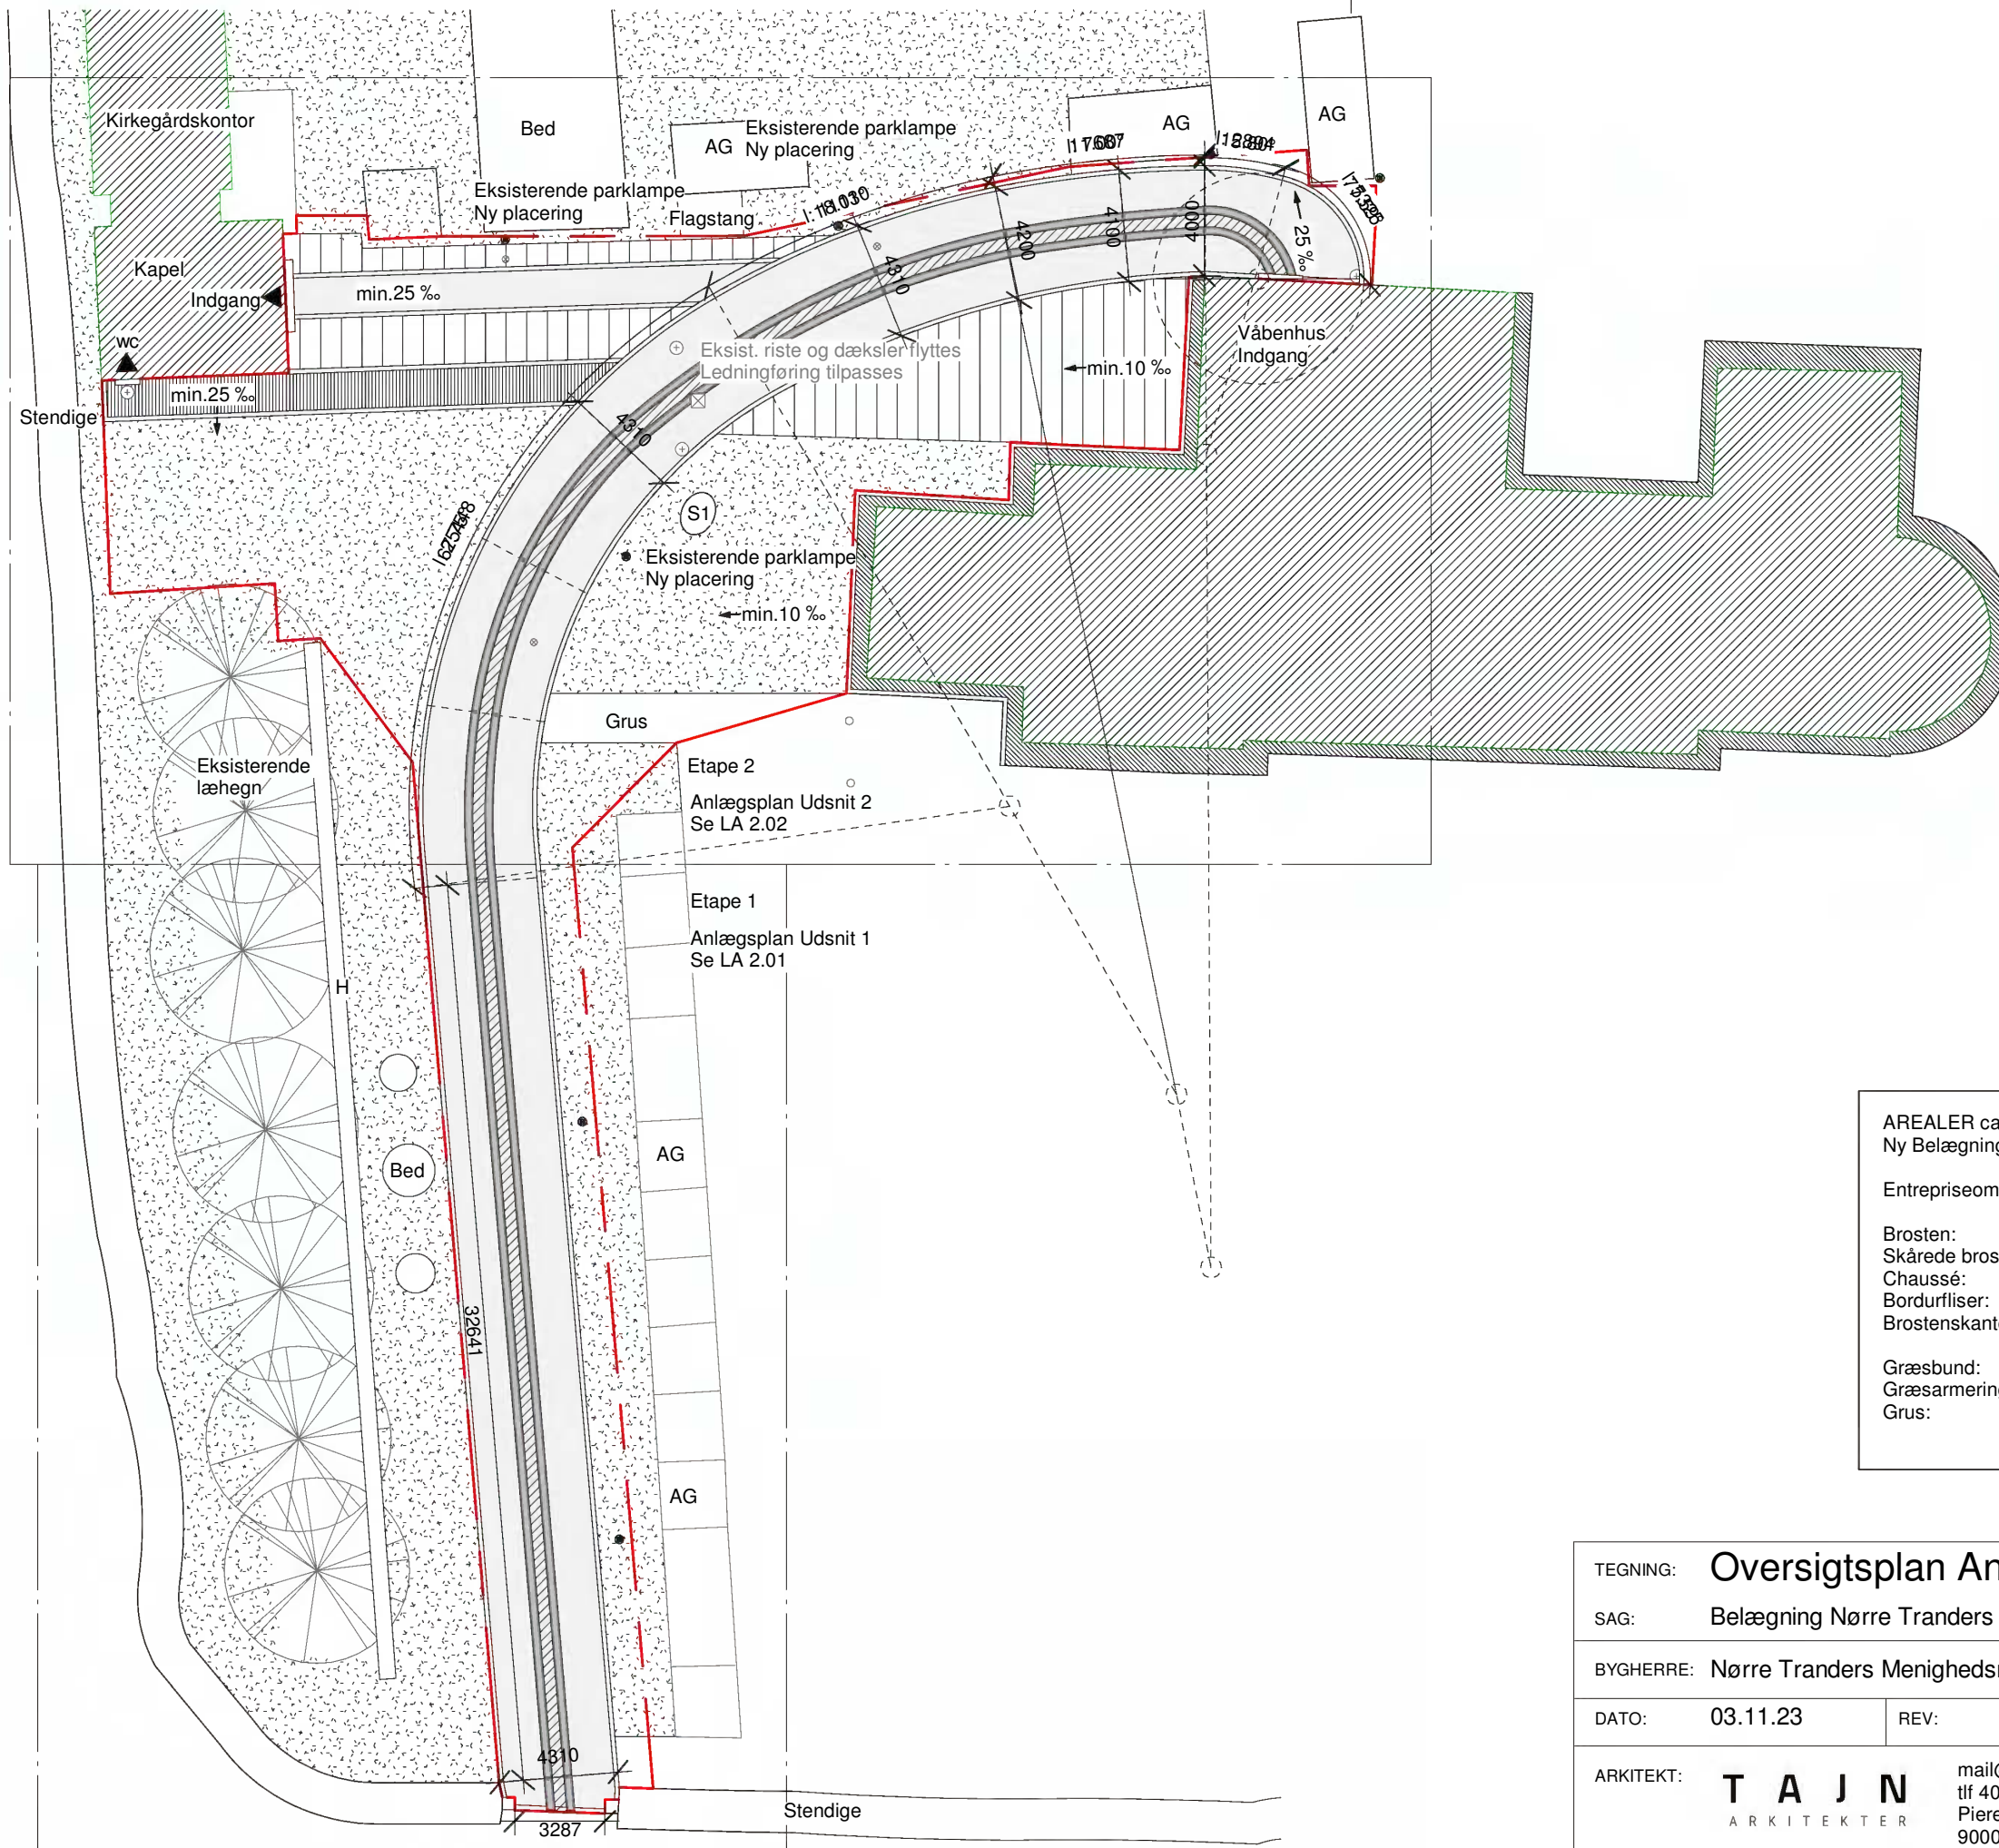 Kirkegårdskontor
Bed
AG
Eksisterende parklampe
Ny placering
AG
AG
Eksisterende parklampe
Ny placering
Flagstang
Kapel
Indgang
min.25 ‰
4310
4200
4100
4000
25 ‰
wc
min.25 ‰
Stendige
Eksist. riste og dæksler flyttes
Ledningføring tilpasses
min.10 ‰
Våbenhus
Indgang
4310
S1
Eksisterende parklampe
Ny placering
min.10 ‰
Grus
Eksisterende
læhegn
Etape 2
Anlægsplan Udsnit 2
Se LA 2.02
Etape 1
Anlægsplan Udsnit 1
Se LA 2.01
H
Bed
AG
32641
AG
4310
3287
Stendige
AREALER ca
Ny Belægning
Entrepriseom
Brosten:
Skårede bros
Chaussé:
Bordurfliser:
Brostenskant
Græsbund:
Græsarmering
Grus:
TEGNING: Oversigtsplan An
SAG: Belægning Nørre Tranders
BYGHERRE: Nørre Tranders Menigheds
DATO: 03.11.23 REV:
ARKITEKT: TAJN
ARKITEKTER
mail@
tlf 40
Piere
9000